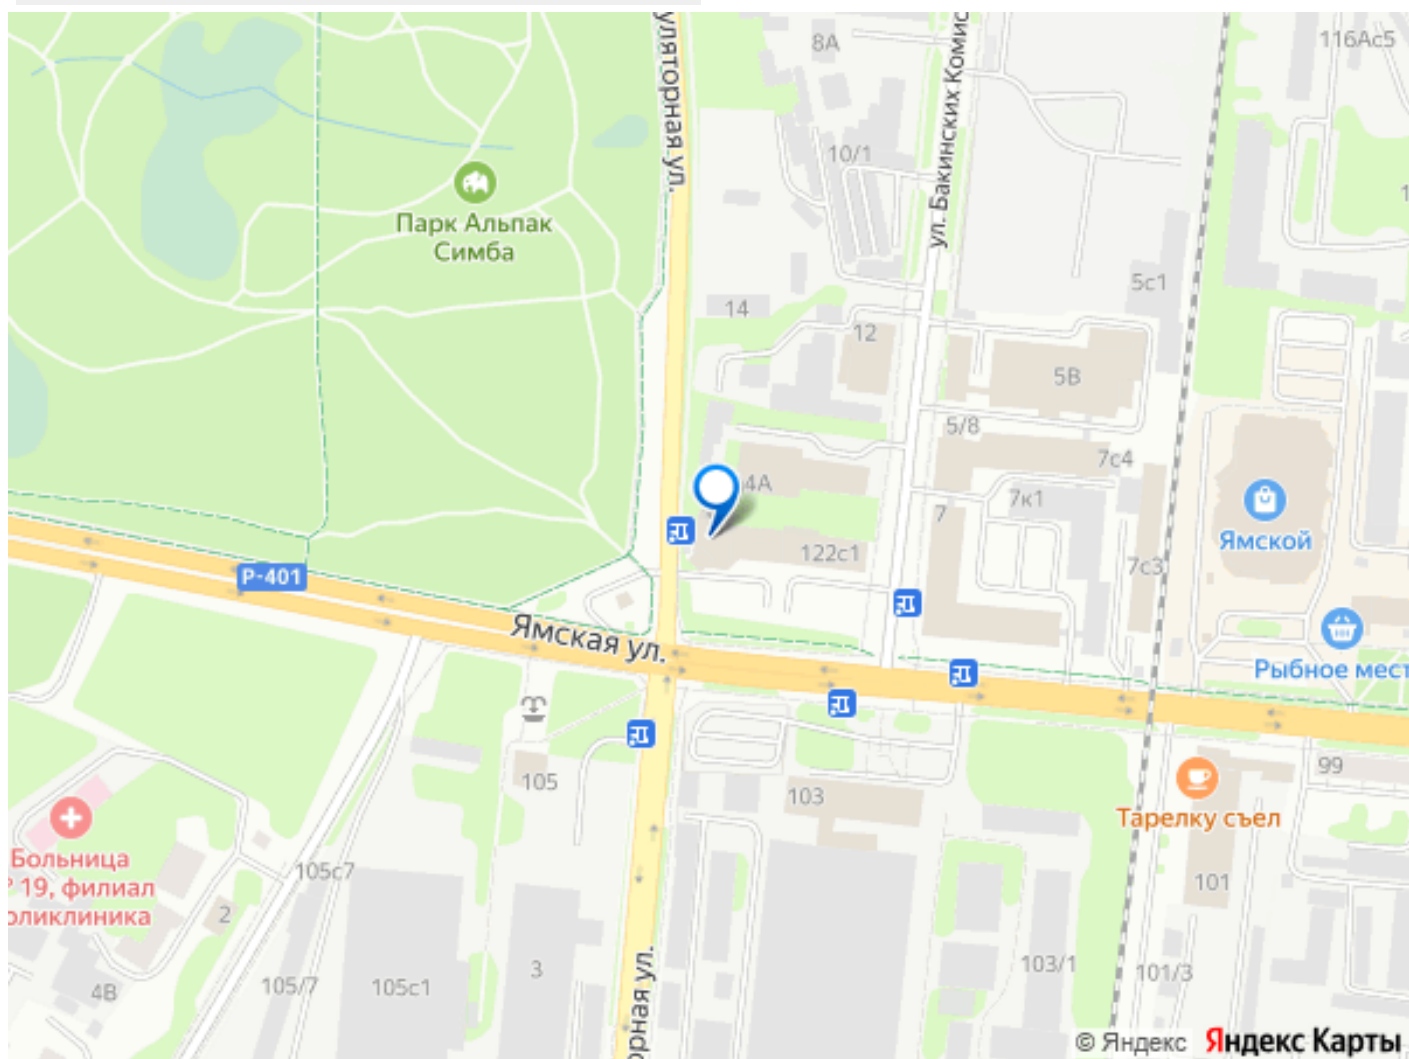 уляторная ул.
8А
ул. Бакинских Комис
116Ас5
10/1
Парк Альпак
Симба
5с1
14
12
5В
5/8
7с4
4А
7к1
7
Ямской
122с1
7с3
Р-401
Ямская ул.
Рыбное мест
105
103
99
Тарелку съел
Больница
19, филиал
оликлиника
105с7
101
2
3
103/1
101/3
4В
105/7
105с1
орная ул.
© Яндекс
Яндекс Карты